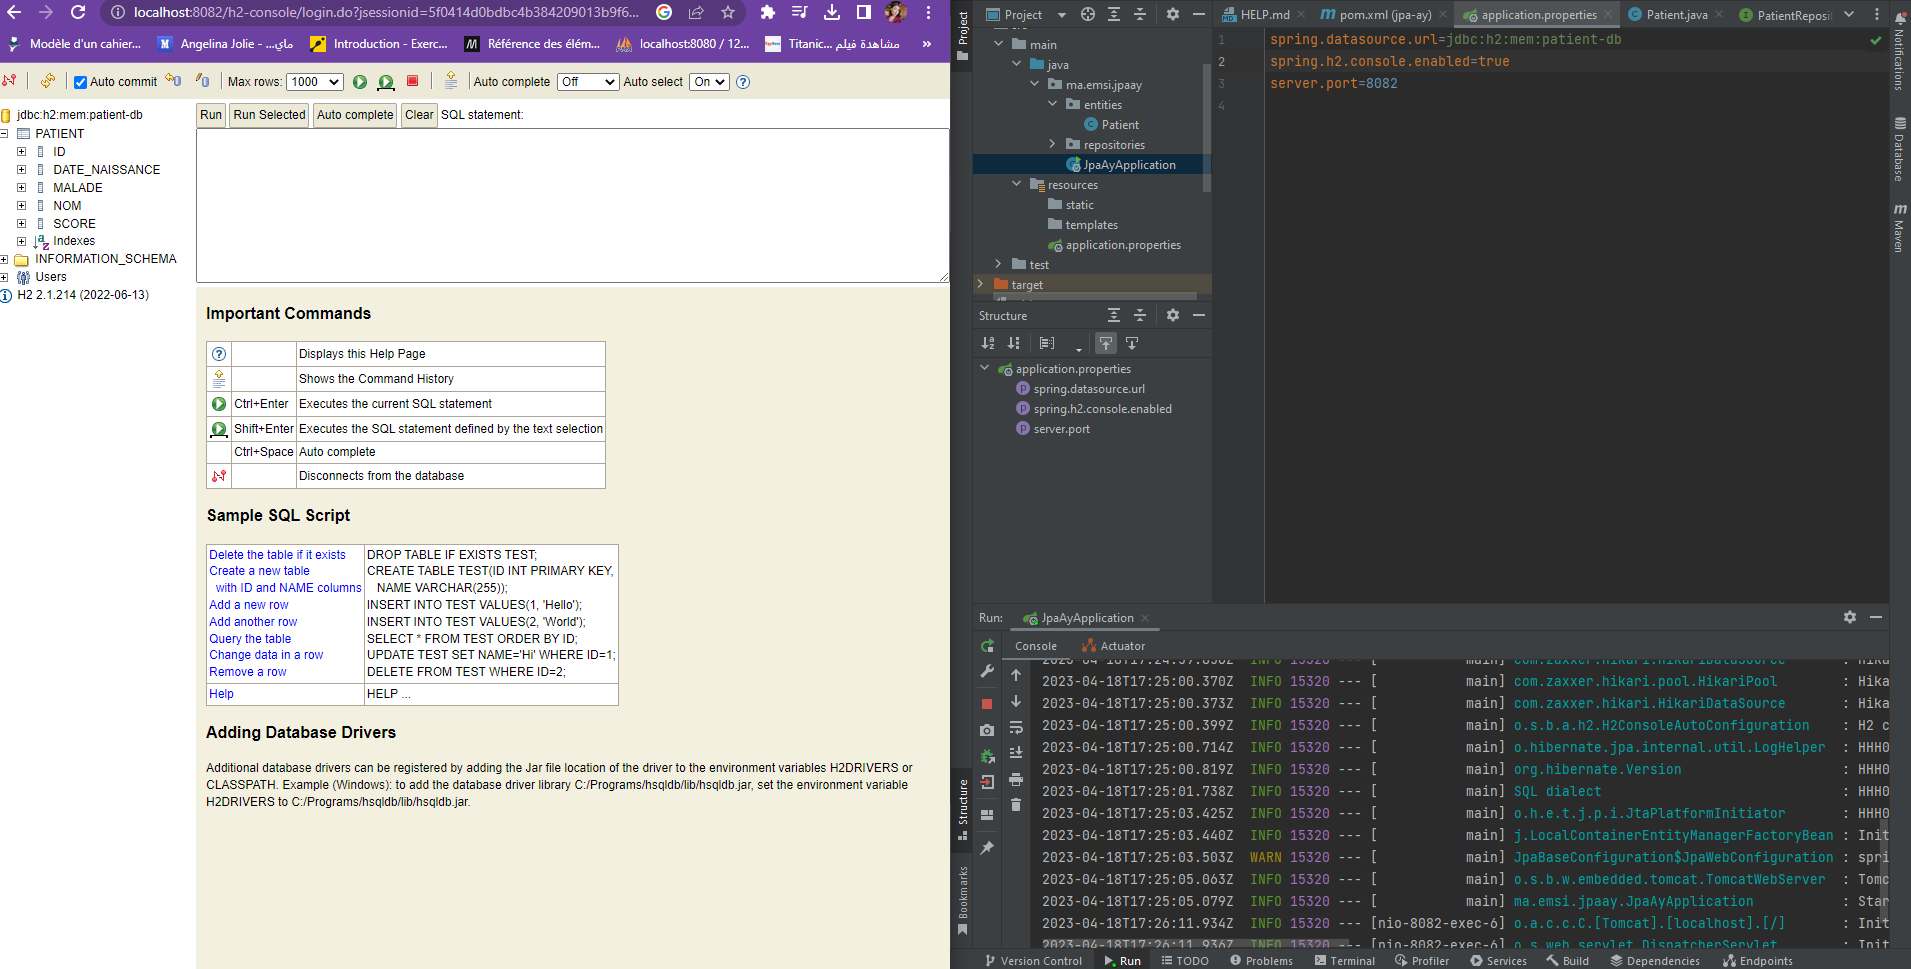 localhost:8082/h2-console/login.do?jsessionid=5f0414d0bdbc4b384209013b9f6...
Modèle d'un cahier...
Angelina Jolie - ...ماي
Introduction - Exerc...
Référence des élém...
localhost:8080 / 12...
Titanic... مشاهدة فيلم
»
Auto commit
Max rows: 1000
Auto complete Off
Auto select On
jdbc:h2:mem:patient-db
PATIENT
ID
DATE_NAISSANCE
MALADE
NOM
SCORE
Indexes
INFORMATION_SCHEMA
Users
H2 2.1.214 (2022-06-13)
Run
Run Selected
Auto complete
Clear
SQL statement:
Important Commands
Displays this Help Page
Shows the Command History
Ctrl+Enter Executes the current SQL statement
Shift+Enter Executes the SQL statement defined by the text selection
Ctrl+Space Auto complete
Disconnects from the database
Sample SQL Script
Delete the table if it exists DROP TABLE IF EXISTS TEST;
Create a new table CREATE TABLE TEST(ID INT PRIMARY KEY,
with ID and NAME columns NAME VARCHAR(255));
Add a new row INSERT INTO TEST VALUES(1, 'Hello');
Add another row INSERT INTO TEST VALUES(2, 'World');
Query the table SELECT * FROM TEST ORDER BY ID;
Change data in a row UPDATE TEST SET NAME='Hi' WHERE ID=1;
Remove a row DELETE FROM TEST WHERE ID=2;
Help HELP ...
Adding Database Drivers
Additional database drivers can be registered by adding the Jar file location of the driver to the environment variables H2DRIVERS or
CLASSPATH. Example (Windows): to add the database driver library C:/Programs/hsqldb/lib/hsqldb.jar, set the environment variable
H2DRIVERS to C:/Programs/hsqldb/lib/hsqldb.jar.
Project
Project
main
java
ma.emsi.jpaay
entities
Patient
repositories
JpaAyApplication
resources
static
templates
application.properties
test
target
Structure
application.properties
spring.datasource.url
spring.h2.console.enabled
server.port
HELP.md
pom.xml (jpa-ay)
application.properties
Patient.java
PatientReposi
1 spring.datasource.url=jdbc:h2:mem:patient-db
2 spring.h2.console.enabled=true
3 server.port=8082
4
Notifications
Database
Maven
Run: JpaAyApplication
Console
Actuator
com.zaxxer.hikari.HikariDataSource : Hika
2023-04-18T17:25:00.370Z INFO 15320 --- [ main] com.zaxxer.hikari.pool.HikariPool : Hika
2023-04-18T17:25:00.373Z INFO 15320 --- [ main] com.zaxxer.hikari.HikariDataSource : Hika
2023-04-18T17:25:00.399Z INFO 15320 --- [ main] o.s.b.a.h2.H2ConsoleAutoConfiguration : H2 c
2023-04-18T17:25:00.714Z INFO 15320 --- [ main] o.hibernate.jpa.internal.util.LogHelper : HHH0
2023-04-18T17:25:00.819Z INFO 15320 --- [ main] org.hibernate.Version : HHH0
2023-04-18T17:25:01.738Z INFO 15320 --- [ main] SQL dialect : HHH0
2023-04-18T17:25:03.425Z INFO 15320 --- [ main] o.h.e.t.j.p.i.JtaPlatformInitiator : HHH0
2023-04-18T17:25:03.440Z INFO 15320 --- [ main] j.LocalContainerEntityManagerFactoryBean : Init
2023-04-18T17:25:03.503Z WARN 15320 --- [ main] JpaBaseConfiguration$JpaWebConfiguration : spri
2023-04-18T17:25:05.063Z INFO 15320 --- [ main] o.s.b.w.embedded.tomcat.TomcatWebServer : Tomc
2023-04-18T17:25:05.079Z INFO 15320 --- [ main] ma.emsi.jpaay.JpaAyApplication : Star
2023-04-18T17:26:11.934Z INFO 15320 --- [nio-8082-exec-6] o.a.c.c.C.[Tomcat].[localhost].[/] : Init
2023-04-18T17:26:11.936Z INFO 15320 --- [nio-8082-exec-6] o.s.web.servlet.DispatcherServlet : Init
Structure
Bookmarks
Version Control
Run
TODO
Problems
Terminal
Profiler
Services
Build
Dependencies
Endpoints